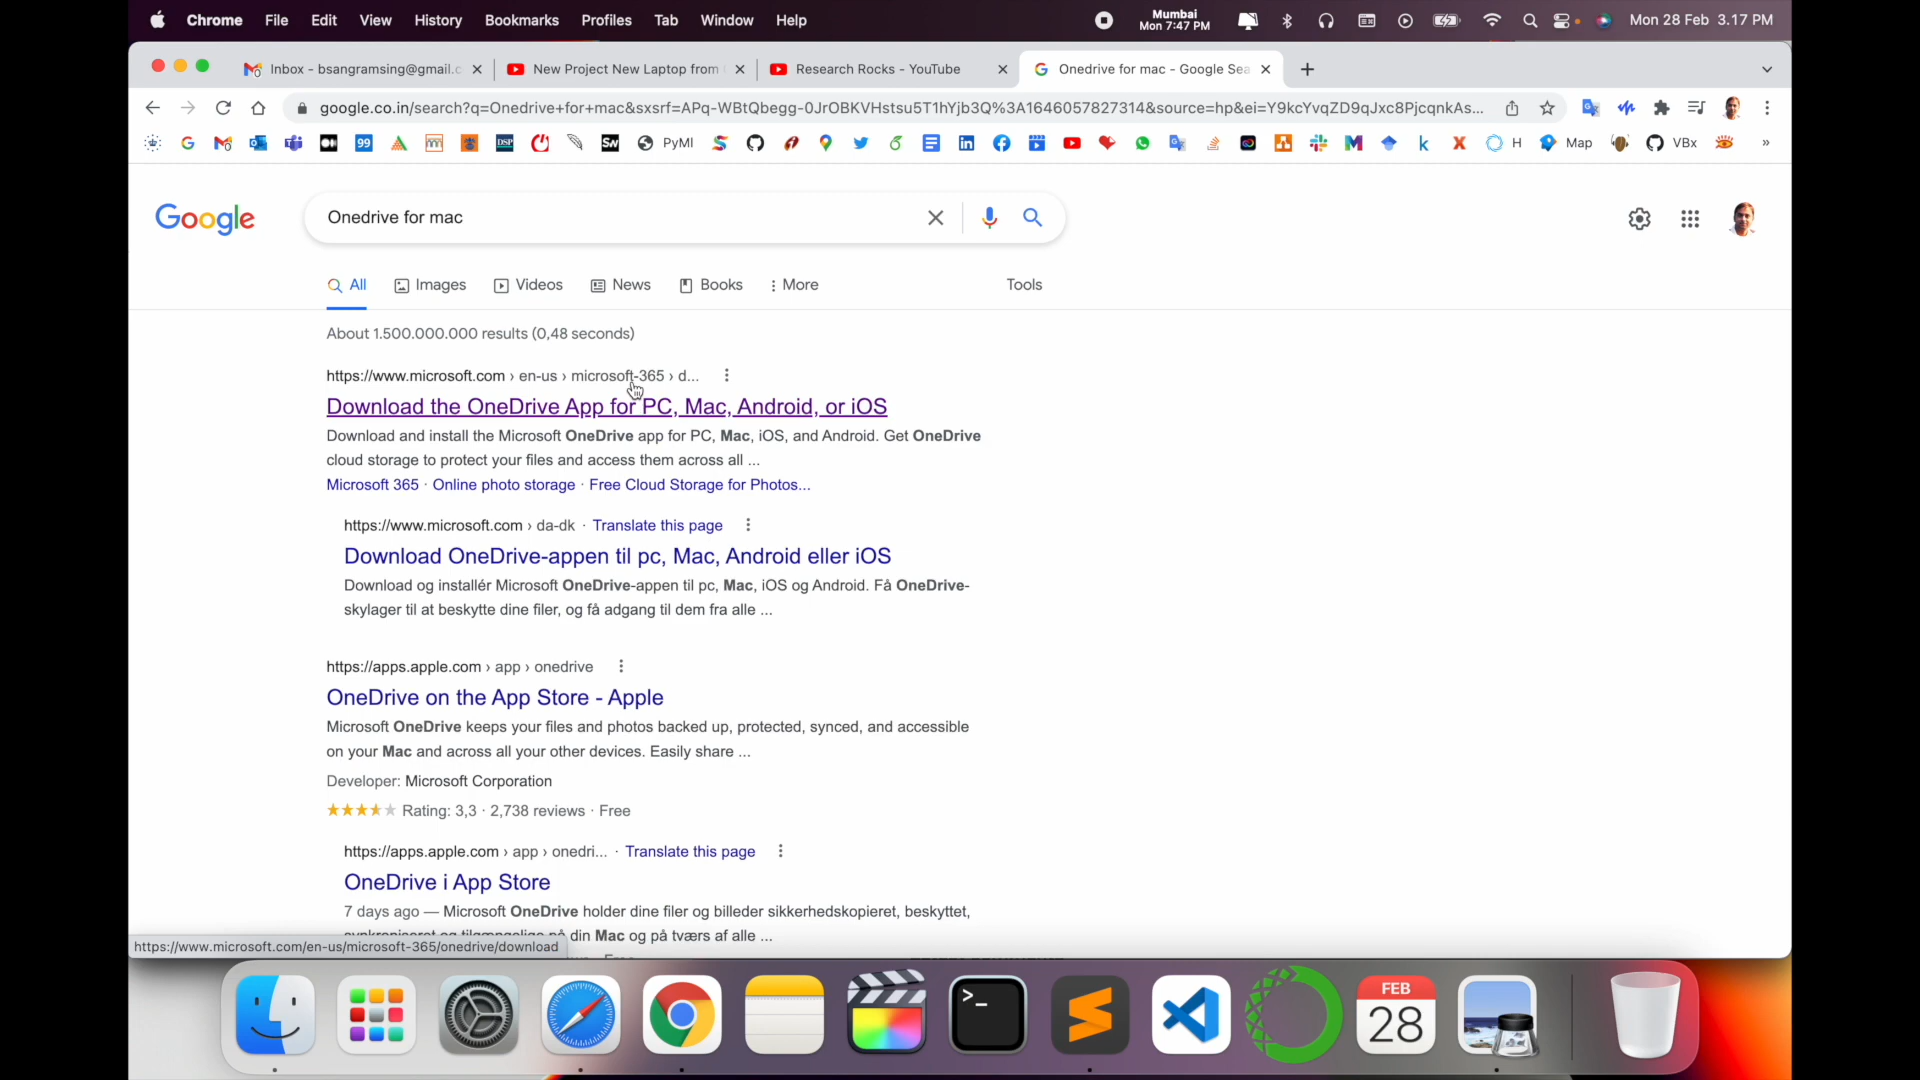 Chrome File Edit View History Bookmarks Profiles Tab Window Help
Mumbai
Mon 7:47 PM
Mon 28 Feb 3.17 PM
Inbox - bsangramsing@gmail.c
New Project New Laptop from
Research Rocks - YouTube
Onedrive for mac - Google Sea
google.co.in/search?q=Onedrive+for+mac&sxsrf=APq-WBtQbegg-0JrOBKVHstsu5T1hYjb3Q%3A1646057827314&source=hp&ei=Y9kcYvqZD9qJxc8PjcqnkAs...
99 DSP SW PyMI H Map VBx »
Google
Onedrive for mac
All Images Videos News Books More Tools
About 1.500.000.000 results (0,48 seconds)
https://www.microsoft.com › en-us › microsoft-365 › d...
Download the OneDrive App for PC, Mac, Android, or iOS
Download and install the Microsoft OneDrive app for PC, Mac, iOS, and Android. Get OneDrive
cloud storage to protect your files and access them across all ...
Microsoft 365 · Online photo storage · Free Cloud Storage for Photos...
https://www.microsoft.com › da-dk · Translate this page
Download OneDrive-appen til pc, Mac, Android eller iOS
Download og installér Microsoft OneDrive-appen til pc, Mac, iOS og Android. Få OneDrive-
skylager til at beskytte dine filer, og få adgang til dem fra alle ...
https://apps.apple.com › app › onedrive
OneDrive on the App Store - Apple
Microsoft OneDrive keeps your files and photos backed up, protected, synced, and accessible
on your Mac and across all your other devices. Easily share ...
Developer: Microsoft Corporation
Rating: 3,3 · 2,738 reviews · Free
https://apps.apple.com › app › onedri... · Translate this page
OneDrive i App Store
7 days ago — Microsoft OneDrive holder dine filer og billeder sikkerhedskopieret, beskyttet,
din Mac og på tværs af alle ...
https://www.microsoft.com/en-us/microsoft-365/onedrive/download
FEB
28